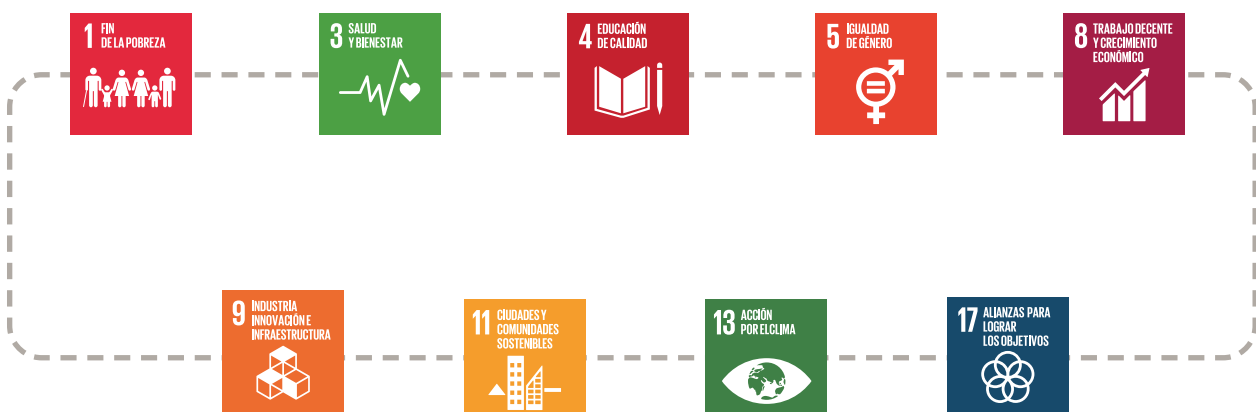 1 FIN
DE LA POBREZA
3 SALUD
Y BIENESTAR
4 EDUCACIÓN
DE CALIDAD
5 IGUALDAD
DE GÉNERO
8 TRABAJO DECENTE
Y CRECIMIENTO
ECONÓMICO
9 INDUSTRIA
INNOVACIÓN E
INFRAESTRUCTURA
11 CIUDADES Y
COMUNIDADES
SOSTENIBLES
13 ACCIÓN
POR ELCLIMA
17 ALIANZAS PARA
LOGRAR
LOS OBJETIVOS